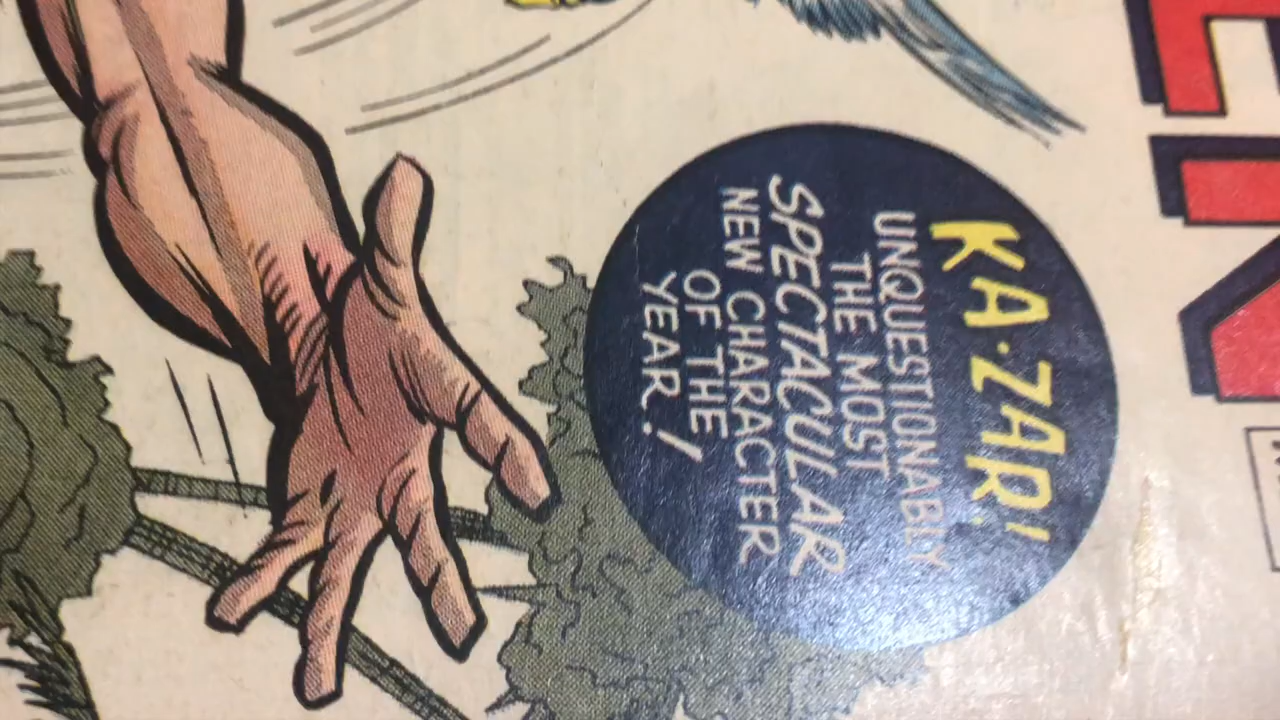 KA-ZAR!
UNQUESTIONABLY
THE MOST
SPECTACULAR
NEW CHARACTER
OF THE
YEAR!